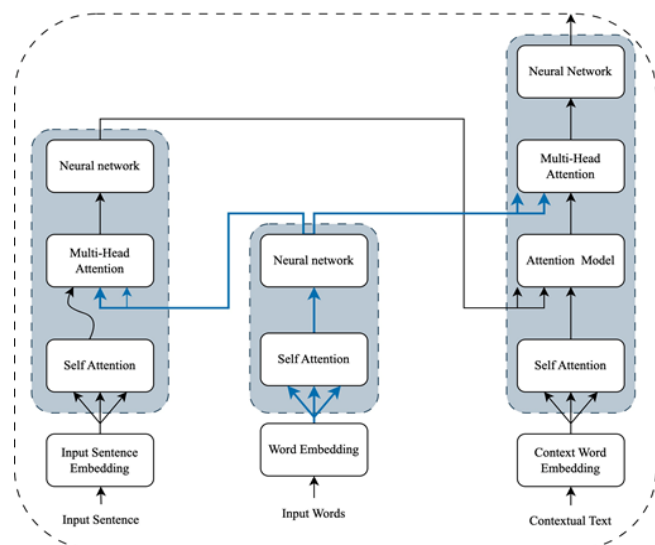 Neural Network
Multi-Head
Attention
Attention Model
Self Attention
Context Word
Embedding
Contextual Text
Neural network
Multi-Head
Attention
Self Attention
Input Sentence
Embedding
Input Sentence
Neural network
Self Attention
Word Embedding
Input Words